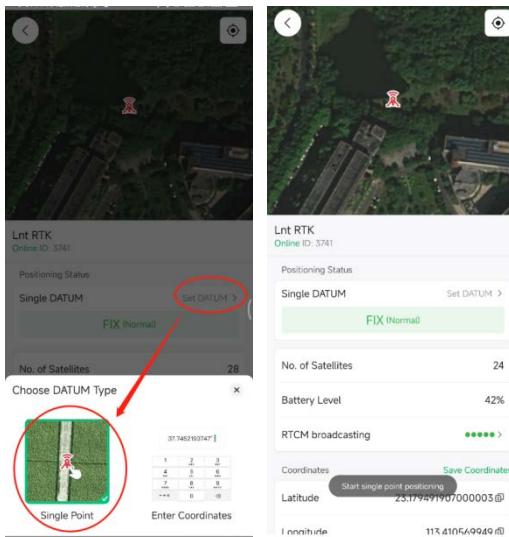 Lnt RTK
Online ID: 3741
Positioning Status
Single DATUM
Set DATUM >
FIX (Normal)
No. of Satellites
28
Choose DATUM Type
×
37.7452193747°
1 2 3
4 5 6
7 8 9
0
Single Point
Enter Coordinates
Lnt RTK
Online ID: 3741
Positioning Status
Single DATUM
Set DATUM >
FIX (Normal)
No. of Satellites
24
Battery Level
42%
RTCM broadcasting
Coordinates
Save Coordinates
Start single point positioning
Latitude
23.179491907000003
Longitude
113.410569949